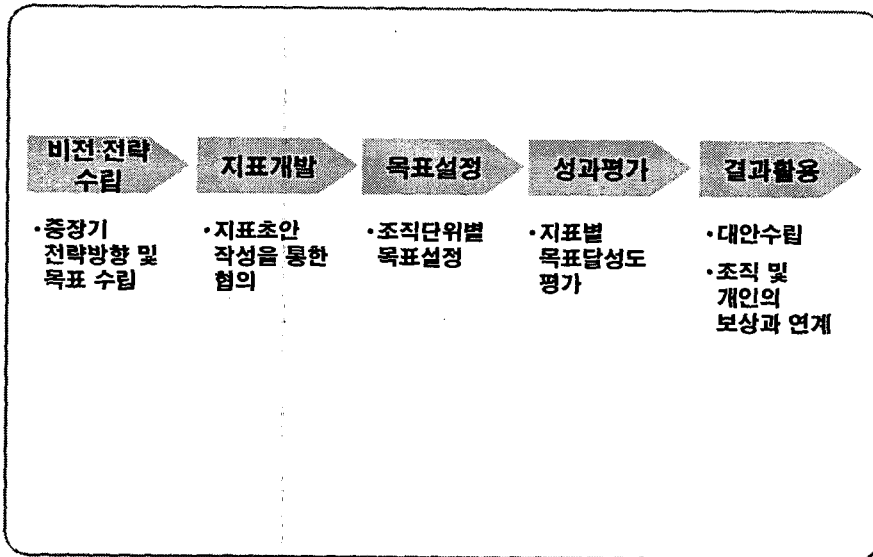 비전·전략
수립
지표개발
목표설정
성과평가
결과활용
·중장기
전략방향 및
목표 수립
·지표초안
작성을 통한
협의
·조직단위별
목표설정
·지표별
목표달성도
평가
·대안수립
·조직 및
개인의
보상과 연계